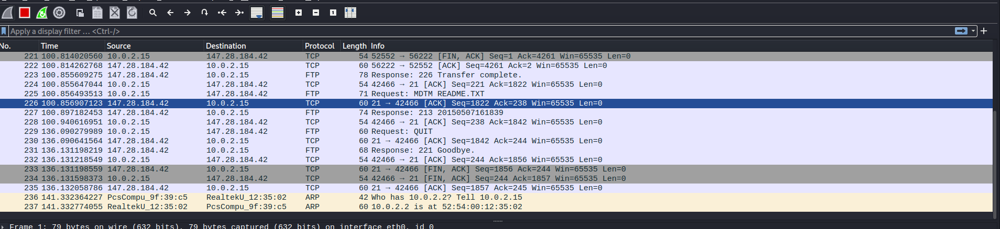 Apply a display filter … <Ctrl-/>
No. Time Source Destination Protocol Length Info
221 100.814020560 10.0.2.15 147.28.184.42 TCP 54 52552 → 56222 [FIN, ACK] Seq=1 Ack=4261 Win=65535 Len=0
222 100.814262768 147.28.184.42 10.0.2.15 TCP 60 56222 → 52552 [ACK] Seq=4261 Ack=2 Win=65535 Len=0
223 100.855609275 147.28.184.42 10.0.2.15 FTP 78 Response: 226 Transfer complete.
224 100.855647044 10.0.2.15 147.28.184.42 TCP 54 42466 → 21 [ACK] Seq=221 Ack=1822 Win=65535 Len=0
225 100.856493513 10.0.2.15 147.28.184.42 FTP 71 Request: MDTM README.TXT
226 100.856907123 147.28.184.42 10.0.2.15 TCP 60 21 → 42466 [ACK] Seq=1822 Ack=238 Win=65535 Len=0
227 100.897182453 147.28.184.42 10.0.2.15 FTP 74 Response: 213 20150507161839
228 100.940616951 10.0.2.15 147.28.184.42 TCP 54 42466 → 21 [ACK] Seq=238 Ack=1842 Win=65535 Len=0
229 136.090279989 10.0.2.15 147.28.184.42 FTP 60 Request: QUIT
230 136.090641564 147.28.184.42 10.0.2.15 TCP 60 21 → 42466 [ACK] Seq=1842 Ack=244 Win=65535 Len=0
231 136.131198219 147.28.184.42 10.0.2.15 FTP 68 Response: 221 Goodbye.
232 136.131218549 10.0.2.15 147.28.184.42 TCP 54 42466 → 21 [ACK] Seq=244 Ack=1856 Win=65535 Len=0
233 136.131198559 147.28.184.42 10.0.2.15 TCP 60 21 → 42466 [FIN, ACK] Seq=1856 Ack=244 Win=65535 Len=0
234 136.131598373 10.0.2.15 147.28.184.42 TCP 54 42466 → 21 [FIN, ACK] Seq=244 Ack=1857 Win=65535 Len=0
235 136.132058786 147.28.184.42 10.0.2.15 TCP 60 21 → 42466 [ACK] Seq=1857 Ack=245 Win=65535 Len=0
236 141.332364227 PcsCompu_9f:39:c5 RealtekU_12:35:02 ARP 42 Who has 10.0.2.2? Tell 10.0.2.15
237 141.332774055 RealtekU_12:35:02 PcsCompu_9f:39:c5 ARP 60 10.0.2.2 is at 52:54:00:12:35:02
Frame 1: 79 bytes on wire (632 bits), 79 bytes captured (632 bits) on interface eth0, id 0